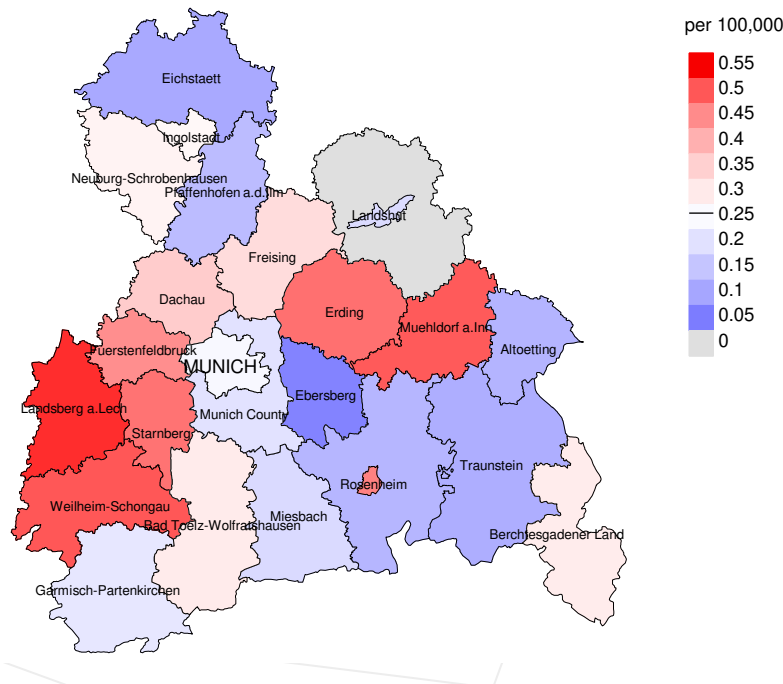 per 100,000
0.55
0.5
0.45
0.4
0.35
0.3
0.25
0.2
0.15
0.1
0.05
0
Eichstaett
Ingolstadt
Neuburg-Schrobenhausen
Pfaffenhofen a.d.Ilm
Landshut
Freising
Dachau
Erding
Muehldorf a.Inn
Fuerstenfeldbruck
Altoetting
MUNICH
Ebersberg
Landsberg a.Lech
Munich County
Starnberg
Traunstein
Rosenheim
Weilheim-Schongau
Miesbach
Bad Toelz-Wolfratshausen
Berchtesgadener Land
Garmisch-Partenkirchen